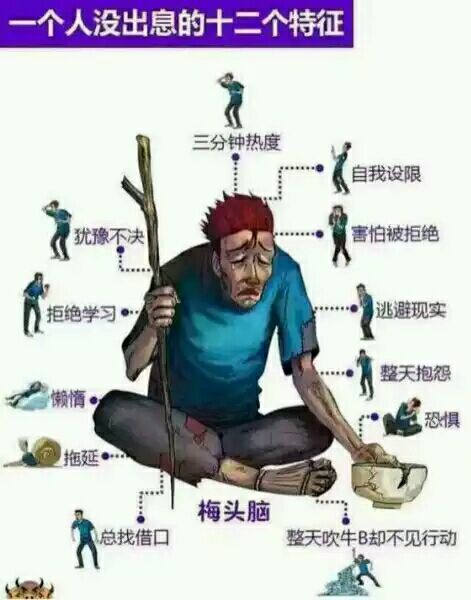 一个人没出息的十二个特征
三分钟热度
自我设限
犹豫不决
害怕被拒绝
拒绝学习
逃避现实
整天抱怨
懒惰
恐惧
拖延
梅头脑
总找借口
整天吹牛B却不见行动